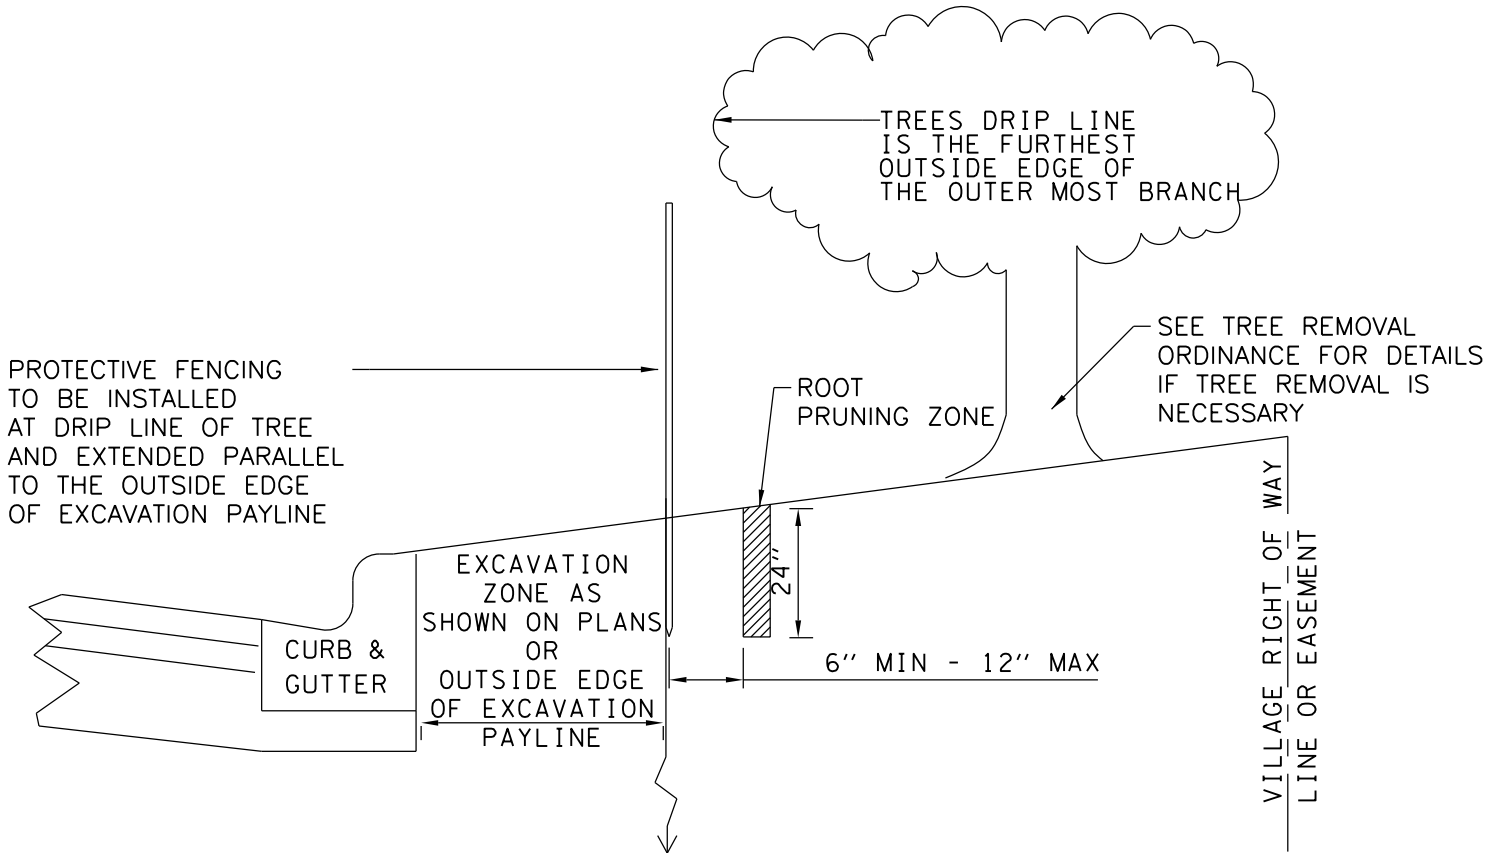 TREES DRIP LINE
IS THE FURTHEST
OUTSIDE EDGE OF
THE OUTER MOST BRANCH
SEE TREE REMOVAL
ORDINANCE FOR DETAILS
IF TREE REMOVAL IS
NECESSARY
PROTECTIVE FENCING
TO BE INSTALLED
AT DRIP LINE OF TREE
AND EXTENDED PARALLEL
TO THE OUTSIDE EDGE
OF EXCAVATION PAYLINE
ROOT
PRUNING ZONE
24''
EXCAVATION
ZONE AS
SHOWN ON PLANS
OR
OUTSIDE EDGE
OF EXCAVATION
PAYLINE
CURB &
GUTTER
6'' MIN - 12'' MAX
VILLAGE RIGHT OF WAY
LINE OR EASEMENT